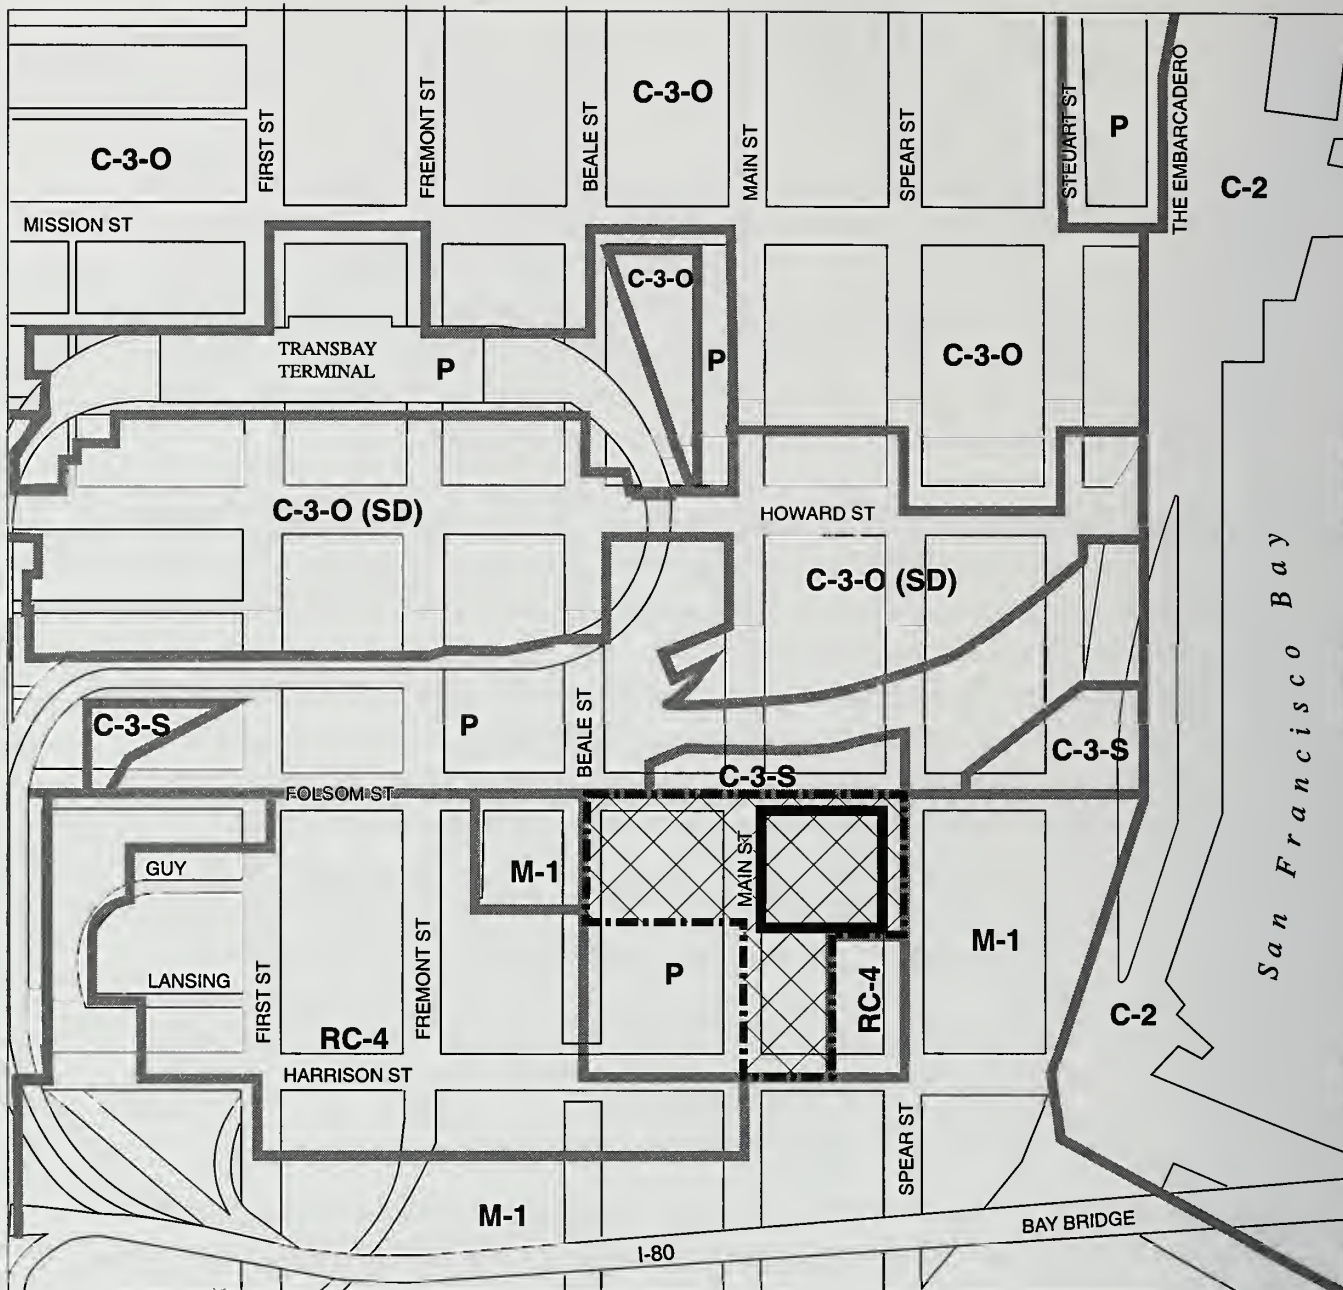 C-3-O
C-3-O
FIRST ST
FREMONT ST
BEALE ST
MAIN ST
SPEAR ST
STEUART ST
P
THE EMBARCADERO
C-2
MISSION ST
C-3-O
TRANSBAY
TERMINAL
P
P
C-3-O
C-3-O (SD)
HOWARD ST
C-3-O (SD)
San Francisco Bay
C-3-S
P
BEALE ST
C-3-S
C-3-S
FOLSOM ST
GUY
M-1
MAIN ST
M-1
LANSING
FIRST ST
FREMONT ST
P
RC-4
C-2
RC-4
HARRISON ST
SPEAR ST
M-1
BAY BRIDGE
I-80